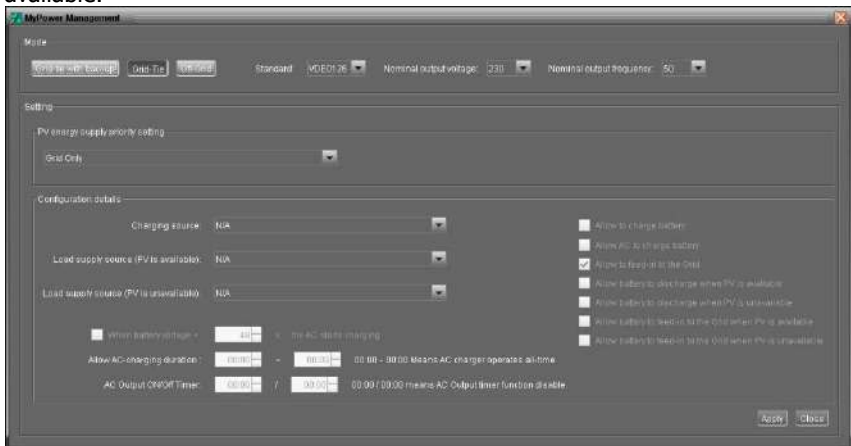 available.
MyPower Management
Mode
Grid-tie with backup Grid-Tie Off-Grid Standard: VDE0126 Nominal output voltage: 230 Nominal output frequency: 50
Setting
PV energy supply priority setting
Grid Only
Configuration details
Charging source: N/A
Load supply source (PV is available): N/A
Load supply source (PV is unavailable): N/A
Allow to charge battery
Allow AC to charge battery
Allow to feed-in to the Grid
Allow battery to discharge when PV is available
Allow battery to discharge when PV is unavailable
Allow battery to feed-in to the Grid when PV is available
Allow battery to feed-in to the Grid when PV is unavailable
When battery voltage < 48 V, the AC starts charging
Allow AC charging duration: 00:00 - 00:00 00:00 - 00:00 Means AC charger operates all-time
AC Output ON/Off Timer: 00:00 / 00:00 00:00 / 00:00 means AC Output timer function disable
Apply Close